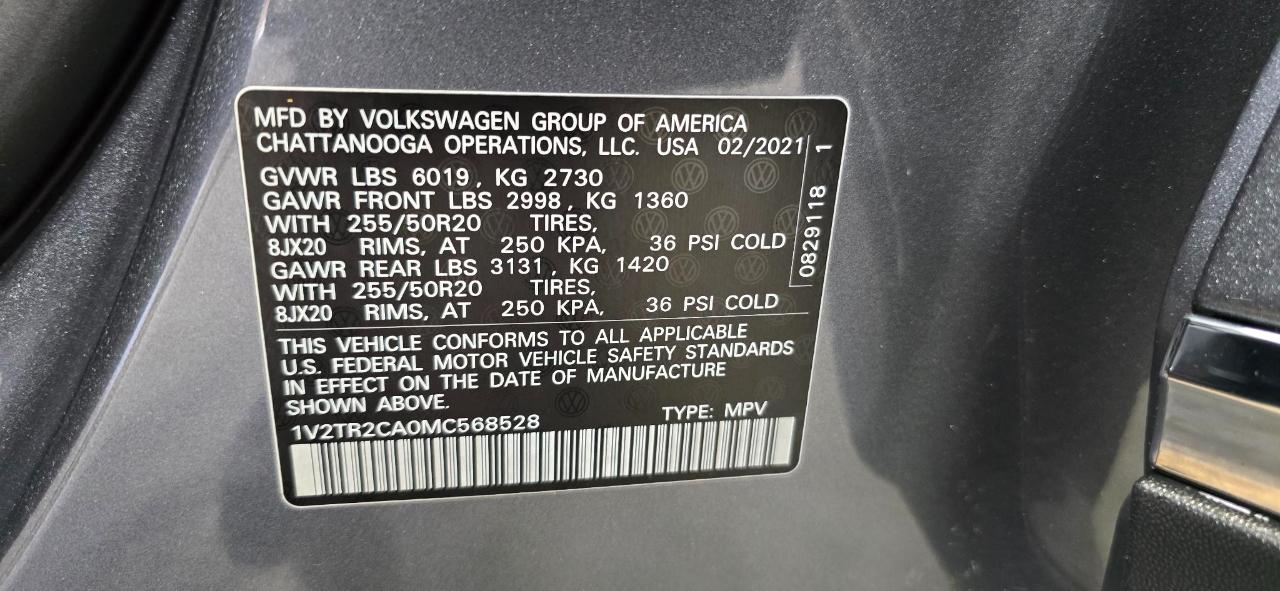 MFD BY VOLKSWAGEN GROUP OF AMERICA
CHATTANOOGA OPERATIONS, LLC. USA 02/2021
GVWR LBS 6019, KG 2730
GAWR FRONT LBS 2998, KG 1360
WITH 255/50R20 TIRES,
8JX20 RIMS, AT 250 KPA, 36 PSI COLD
GAWR REAR LBS 3131, KG 1420
WITH 255/50R20 TIRES,
8JX20 RIMS, AT 250 KPA, 36 PSI COLD
0829118 1
THIS VEHICLE CONFORMS TO ALL APPLICABLE
U.S. FEDERAL MOTOR VEHICLE SAFETY STANDARDS
IN EFFECT ON THE DATE OF MANUFACTURE
SHOWN ABOVE.
1V2TR2CA0MC568528 TYPE: MPV